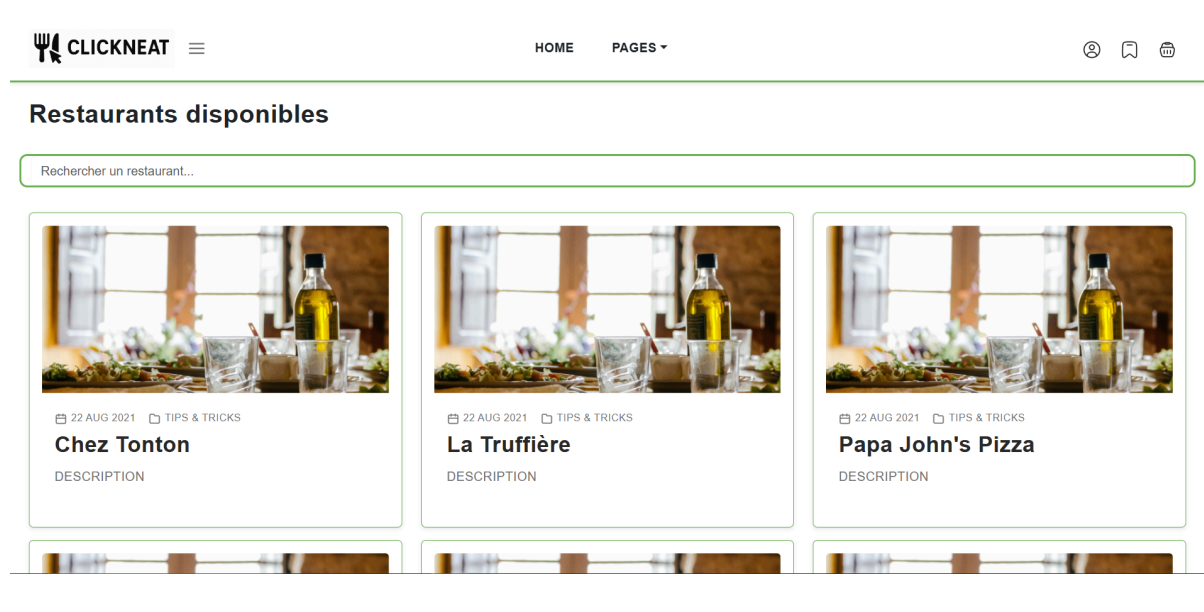 CLICKNEAT HOME PAGES
Restaurants disponibles
Rechercher un restaurant...
22 AUG 2021 TIPS & TRICKS 22 AUG 2021 TIPS & TRICKS 22 AUG 2021 TIPS & TRICKS
Chez Tonton La Truffière Papa John's Pizza
DESCRIPTION DESCRIPTION DESCRIPTION